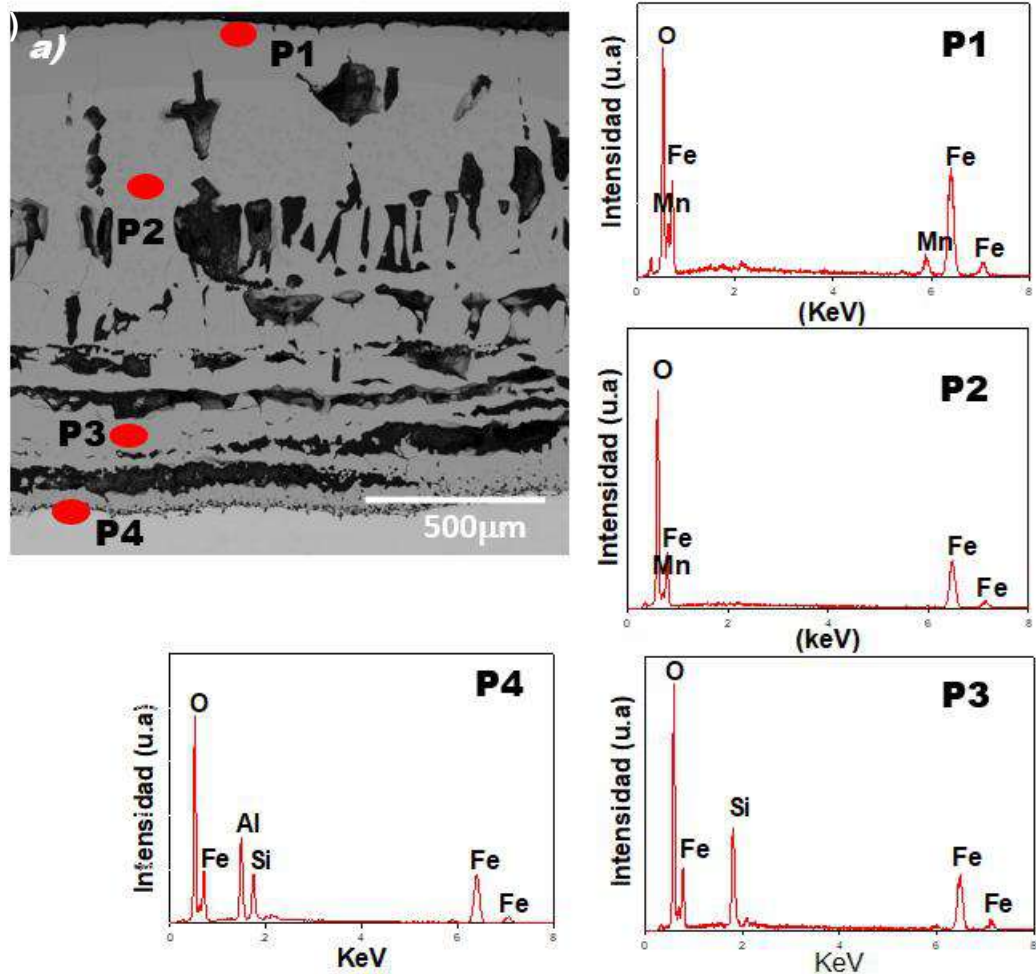 )
a)
P1
P2
P3
P4
500µm
P1
Intensidad (u.a)
O
Fe
Mn
Mn
Fe
Fe
0 2 4 6 8
(KeV)
P2
Intensidad (u.a)
O
Fe
Mn
Fe
Fe
0 2 4 6 8
(keV)
P4
Intensidad (u.a)
O
Fe
Al
Si
Fe
Fe
0 2 4 6 8
KeV
P3
Intensidad (u.a)
O
Fe
Si
Fe
Fe
0 2 4 6 8
KeV